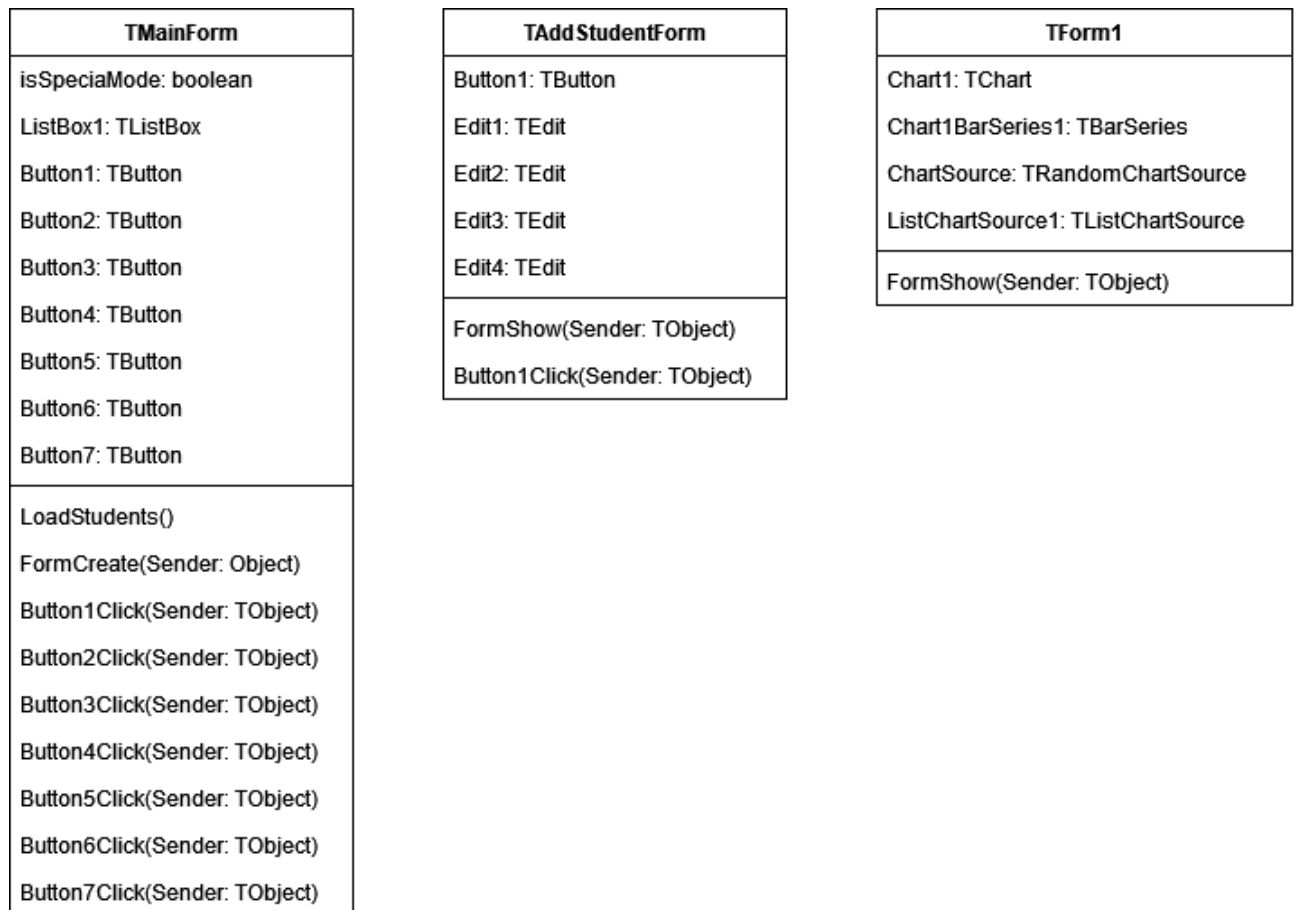 TMainForm
isSpeciaMode: boolean
ListBox1: TListBox
Button1: TButton
Button2: TButton
Button3: TButton
Button4: TButton
Button5: TButton
Button6: TButton
Button7: TButton
LoadStudents()
FormCreate(Sender: Object)
Button1Click(Sender: TObject)
Button2Click(Sender: TObject)
Button3Click(Sender: TObject)
Button4Click(Sender: TObject)
Button5Click(Sender: TObject)
Button6Click(Sender: TObject)
Button7Click(Sender: TObject)
TAddStudentForm
Button1: TButton
Edit1: TEdit
Edit2: TEdit
Edit3: TEdit
Edit4: TEdit
FormShow(Sender: TObject)
Button1Click(Sender: TObject)
TForm1
Chart1: TChart
Chart1BarSeries1: TBarSeries
ChartSource: TRandomChartSource
ListChartSource1: TListChartSource
FormShow(Sender: TObject)